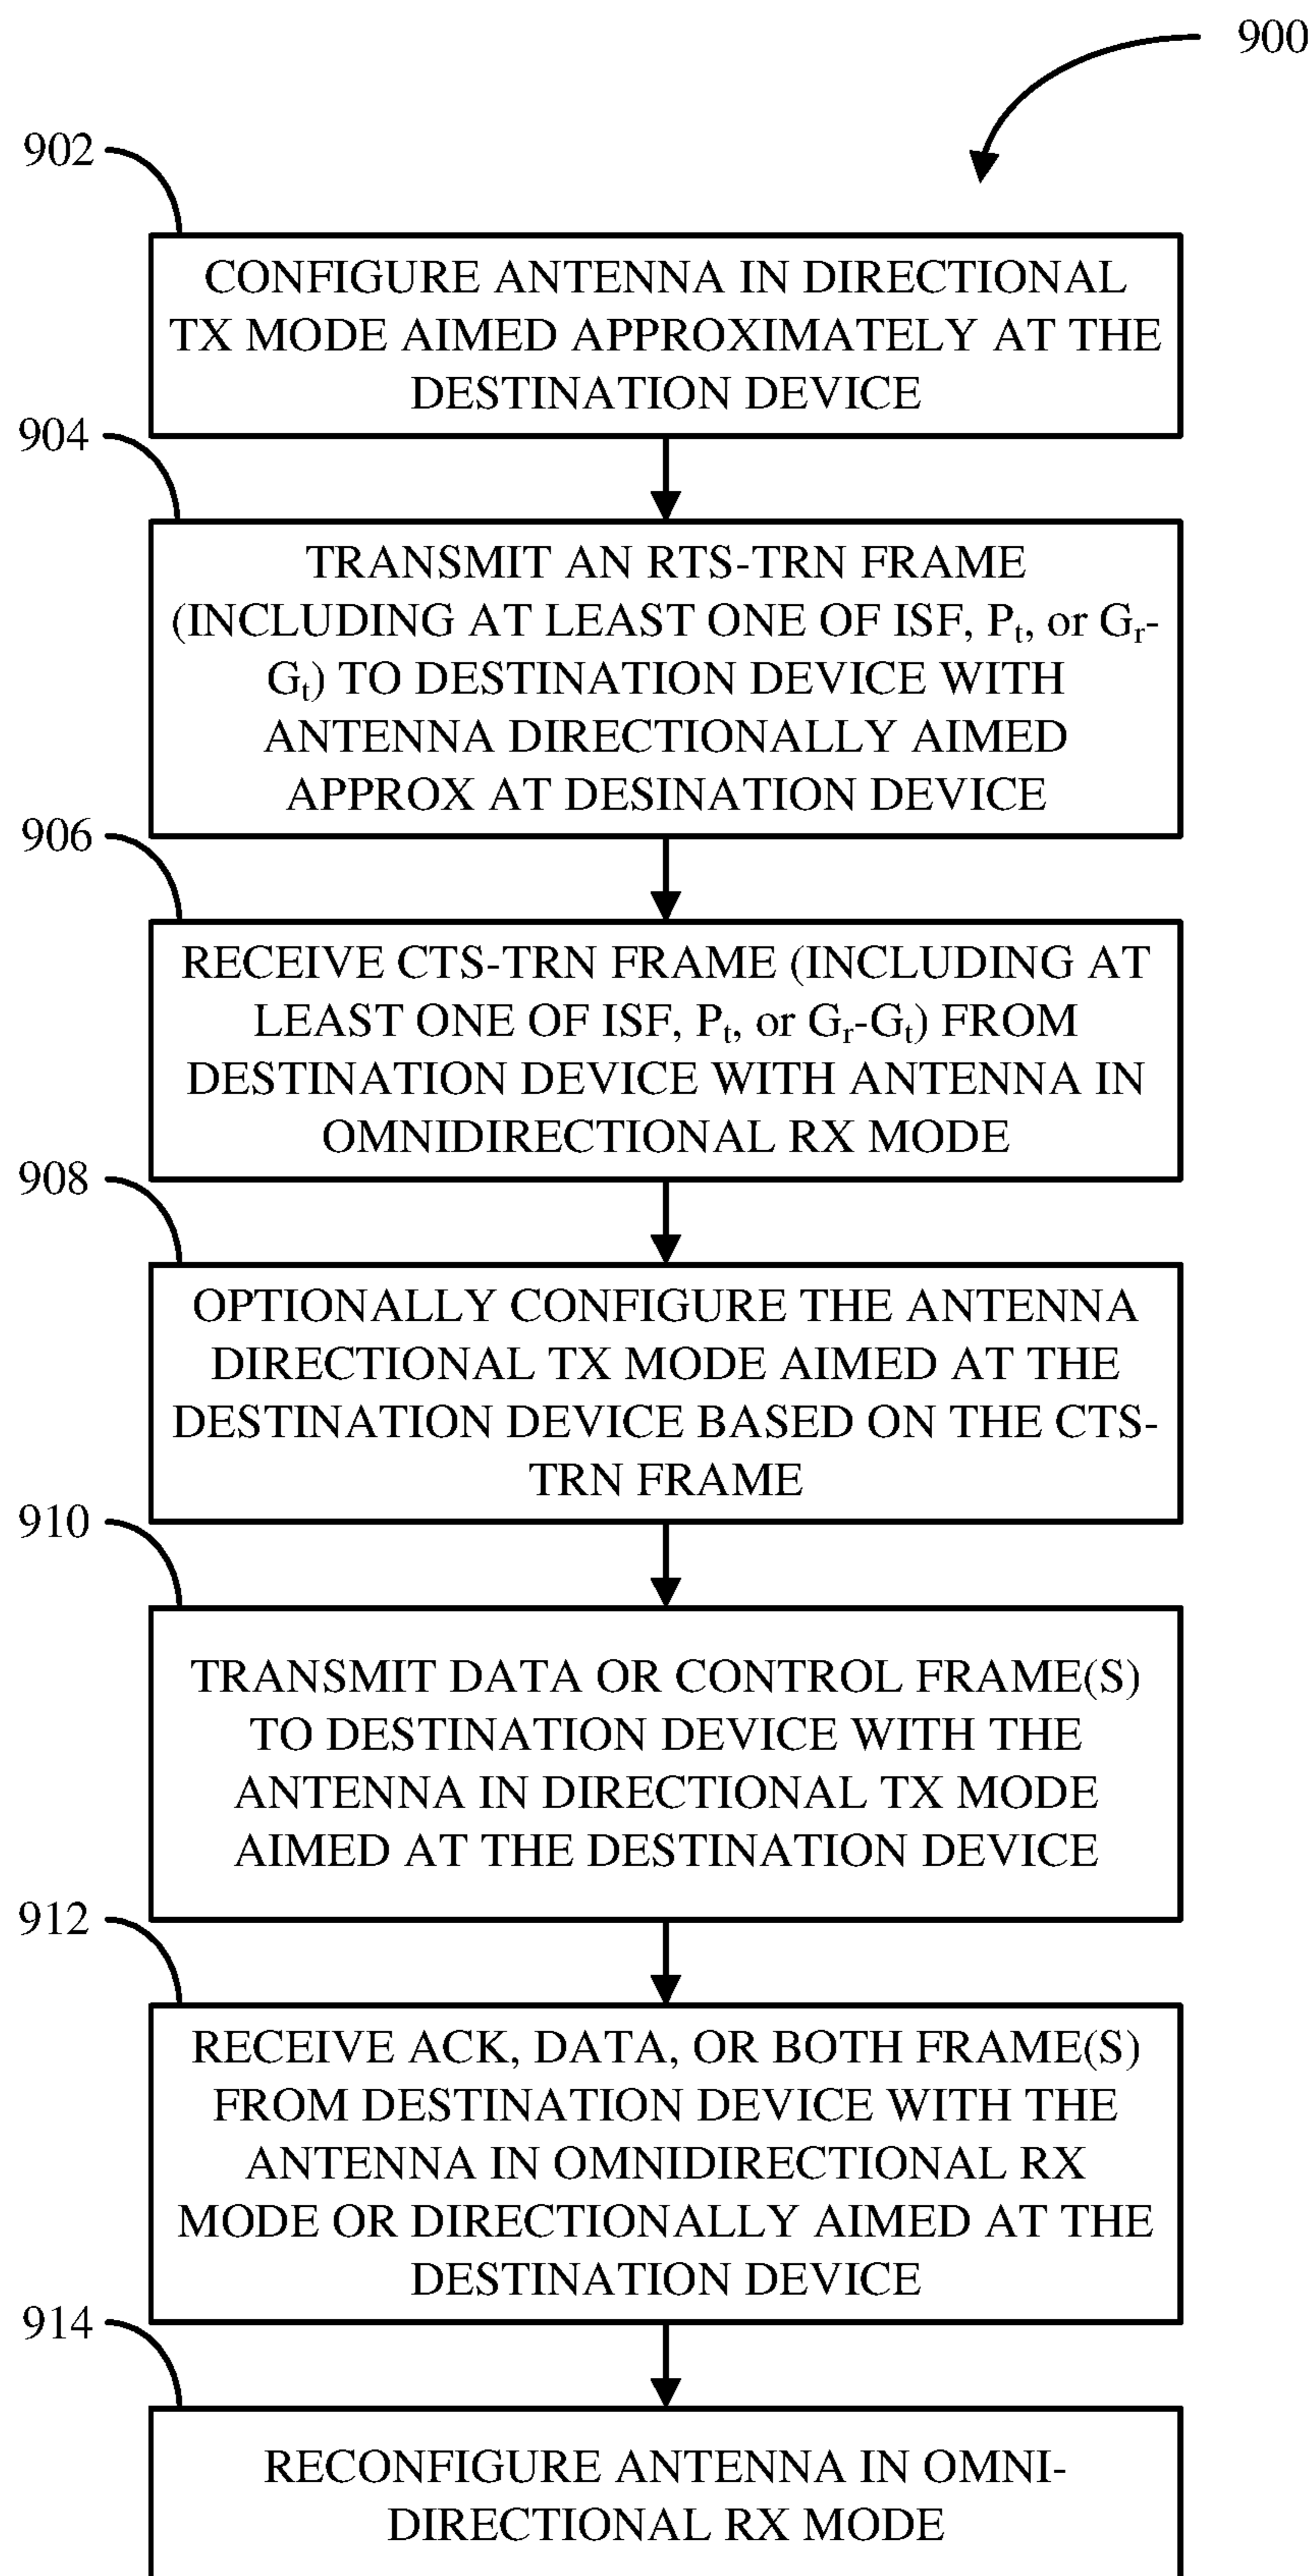 900
902
CONFIGURE ANTENNA IN DIRECTIONAL
TX MODE AIMED APPROXIMATELY AT THE
DESTINATION DEVICE
904
TRANSMIT AN RTS-TRN FRAME
(INCLUDING AT LEAST ONE OF ISF, Pt, or Gr-
Gt) TO DESTINATION DEVICE WITH
ANTENNA DIRECTIONALLY AIMED
APPROX AT DESINATION DEVICE
906
RECEIVE CTS-TRN FRAME (INCLUDING AT
LEAST ONE OF ISF, Pt, or Gr-Gt) FROM
DESTINATION DEVICE WITH ANTENNA IN
OMNIDIRECTIONAL RX MODE
908
OPTIONALLY CONFIGURE THE ANTENNA
DIRECTIONAL TX MODE AIMED AT THE
DESTINATION DEVICE BASED ON THE CTS-
TRN FRAME
910
TRANSMIT DATA OR CONTROL FRAME(S)
TO DESTINATION DEVICE WITH THE
ANTENNA IN DIRECTIONAL TX MODE
AIMED AT THE DESTINATION DEVICE
912
RECEIVE ACK, DATA, OR BOTH FRAME(S)
FROM DESTINATION DEVICE WITH THE
ANTENNA IN OMNIDIRECTIONAL RX
MODE OR DIRECTIONALLY AIMED AT THE
DESTINATION DEVICE
914
RECONFIGURE ANTENNA IN OMNI-
DIRECTIONAL RX MODE